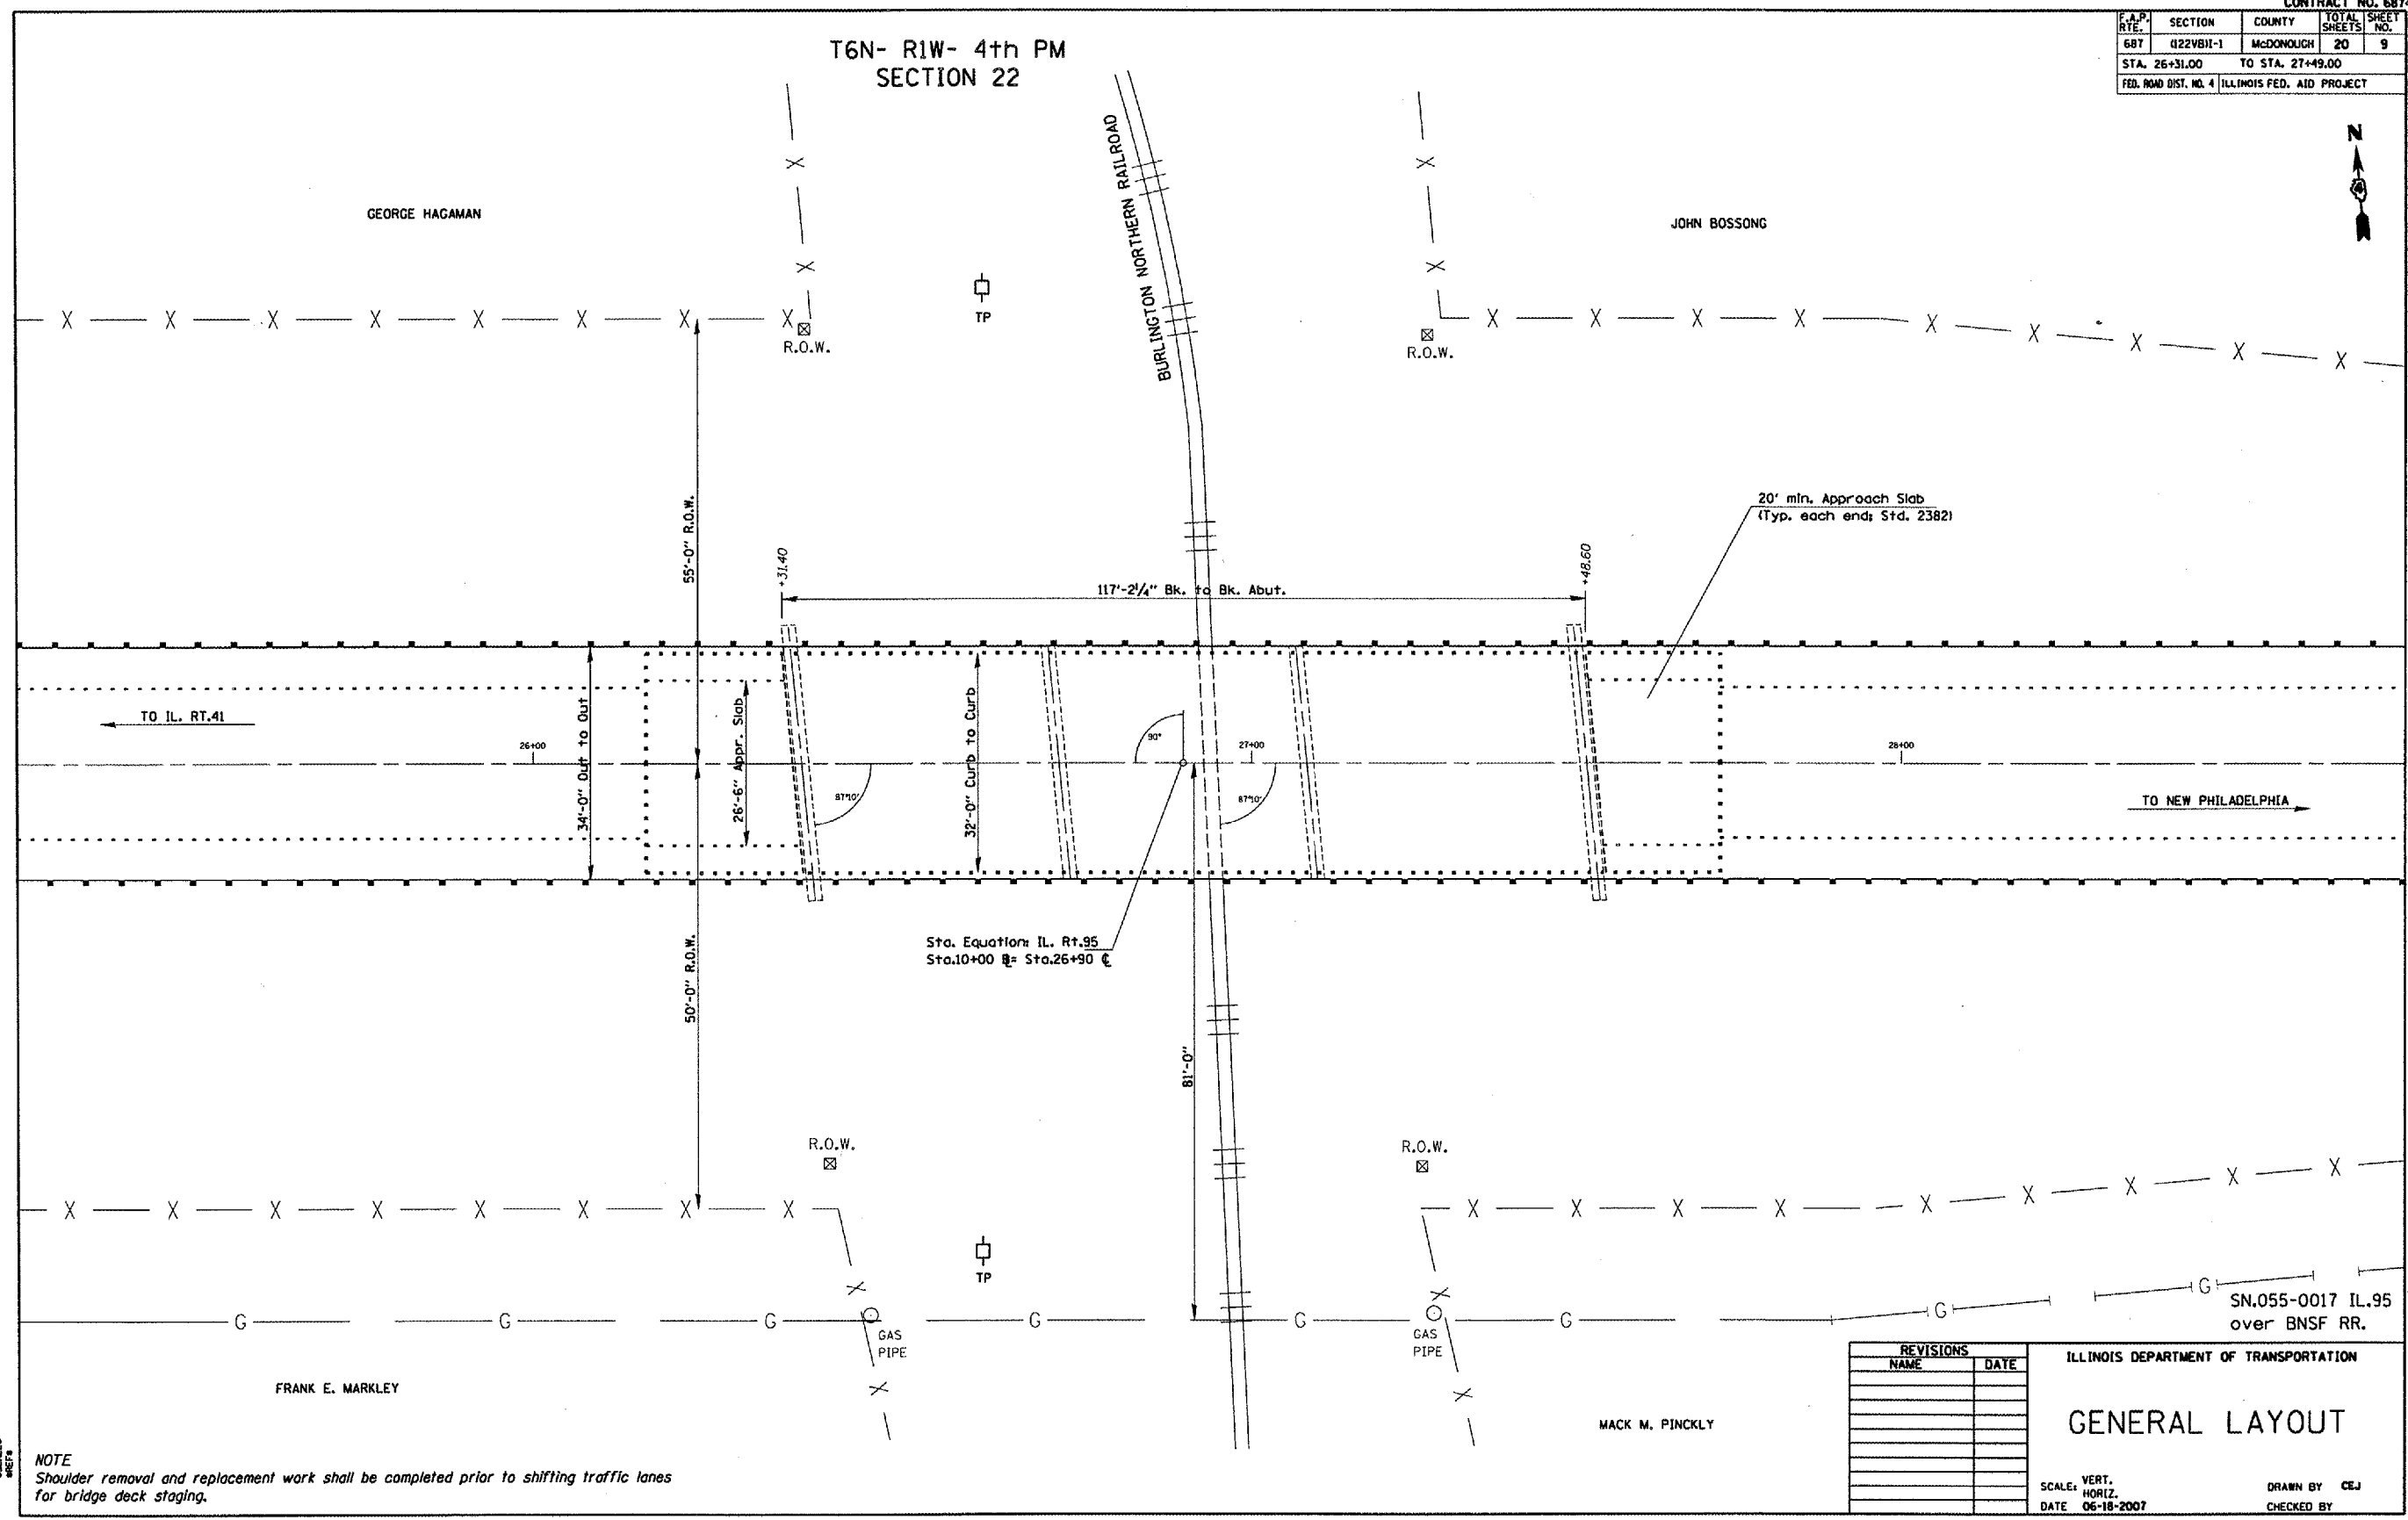 CONTRACT NO. 6874
F.A.P. RTE. SECTION COUNTY TOTAL SHEETS SHEET NO.
687 (122VB)I-1 McDONOUGH 20 9
STA. 26+31.00 TO STA. 27+49.00
FED. ROAD DIST. NO. 4 ILLINOIS FED. AID PROJECT
T6N- R1W- 4th PM
SECTION 22
N
4
GEORGE HAGAMAN
JOHN BOSSONG
BURLINGTON NORTHERN RAILROAD
TP
R.O.W.
R.O.W.
55'-0" R.O.W.
20' min. Approach Slab
(Typ. each end; Std. 2382)
+31.40
+48.60
117'-2 1/4" Bk. to Bk. Abut.
TO IL. RT.41
26+00
34'-0" Out to Out
26'-6" Appr. Slab
32'-0" Curb to Curb
90°
27+00
28+00
87°10'
87°10'
TO NEW PHILADELPHIA
Sta. Equation: IL. Rt.95
Sta.10+00 ⅊= Sta.26+90 ℄
50'-0" R.O.W.
81'-0"
R.O.W.
R.O.W.
TP
G G G G G G G G
GAS
PIPE
GAS
PIPE
SN.055-0017 IL.95
over BNSF RR.
FRANK E. MARKLEY
MACK M. PINCKLY
NOTE
Shoulder removal and replacement work shall be completed prior to shifting traffic lanes
for bridge deck staging.
REVISIONS
NAME DATE
ILLINOIS DEPARTMENT OF TRANSPORTATION
GENERAL LAYOUT
SCALE: VERT.
HORIZ.
DRAWN BY CEJ
DATE 06-18-2007
CHECKED BY